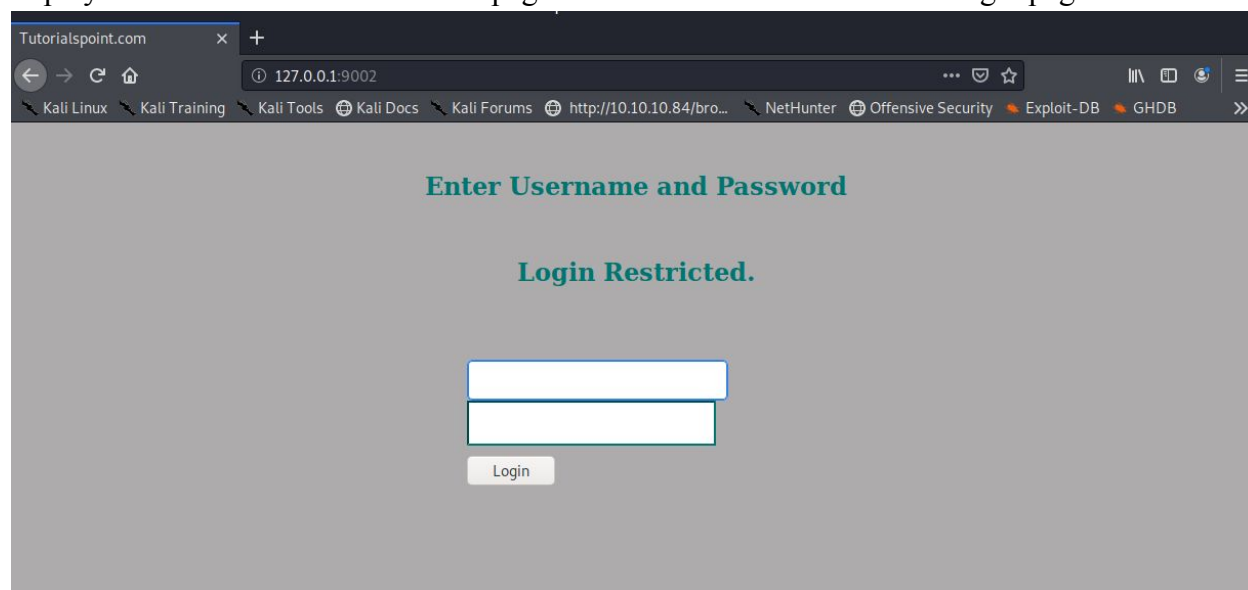 Tutorialspoint.com
127.0.0.1:9002
Kali Linux Kali Training Kali Tools Kali Docs Kali Forums http://10.10.10.84/bro... NetHunter Offensive Security Exploit-DB GHDB
Enter Username and Password
Login Restricted.
Login